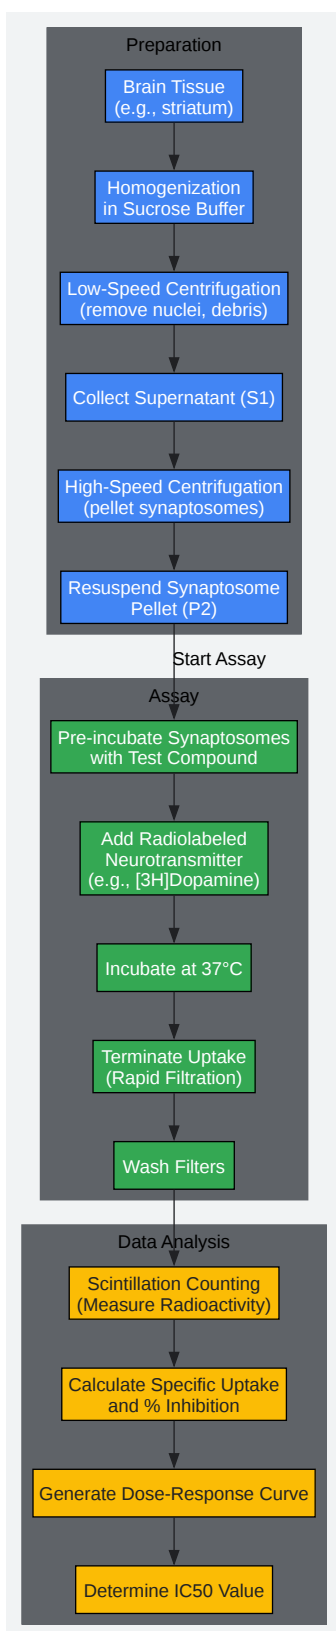 Preparation
Brain Tissue
(e.g., striatum)
Homogenization
in Sucrose Buffer
Low-Speed Centrifugation
(remove nuclei, debris)
Collect Supernatant (S1)
High-Speed Centrifugation
(pellet synaptosomes)
Resuspend Synaptosome
Pellet (P2)
Start Assay
Assay
Pre-incubate Synaptosomes
with Test Compound
Add Radiolabeled
Neurotransmitter
(e.g., [3H]Dopamine)
Incubate at 37°C
Terminate Uptake
(Rapid Filtration)
Wash Filters
Data Analysis
Scintillation Counting
(Measure Radioactivity)
Calculate Specific Uptake
and % Inhibition
Generate Dose-Response Curve
Determine IC50 Value